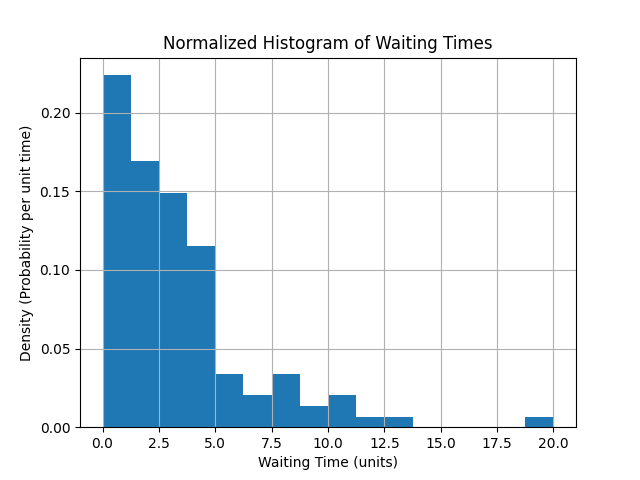 Normalized Histogram of Waiting Times
Density (Probability per unit time)
0.20
0.15
0.10
0.05
0.00
0.0 2.5 5.0 7.5 10.0 12.5 15.0 17.5 20.0
Waiting Time (units)